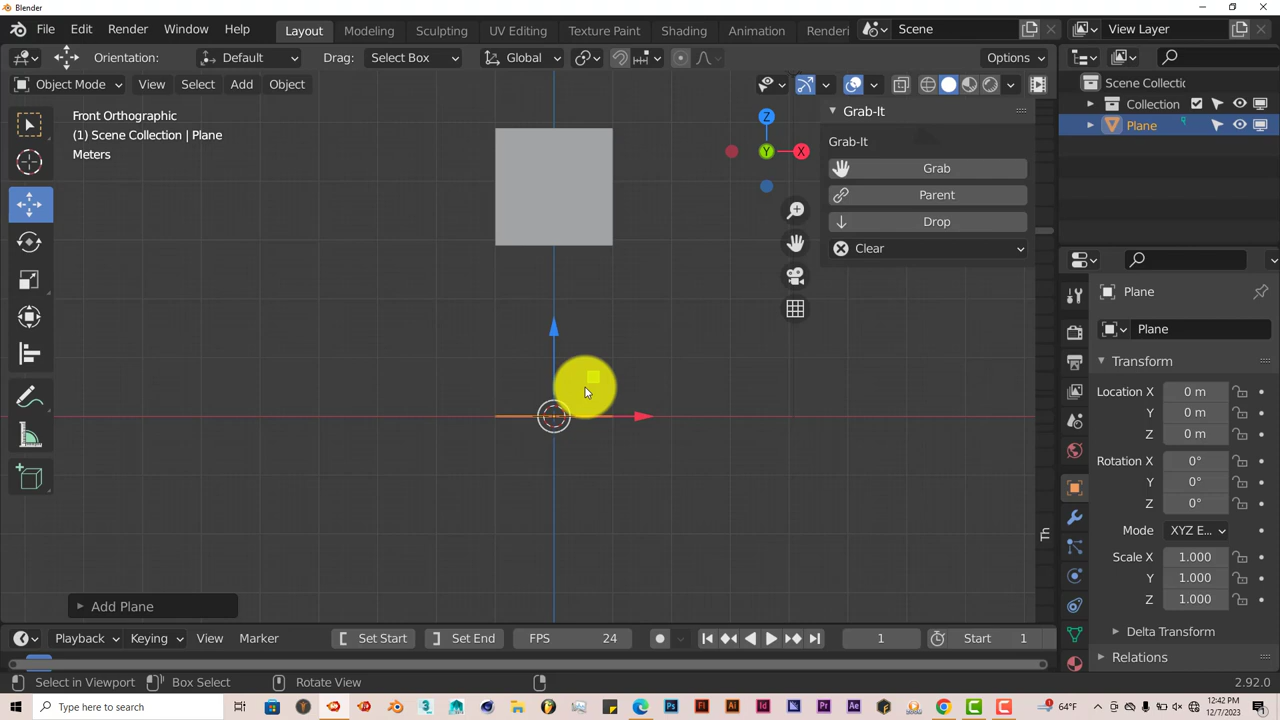 Blender
File Edit Render Window Help Layout Modeling Sculpting UV Editing Texture Paint Shading Animation Renderi Scene View Layer
Orientation: Default Drag: Select Box Global Options
Object Mode View Select Add Object
Front Orthographic
(1) Scene Collection | Plane
Meters
Z
Y
X
Grab-It
Grab-It
Grab
Parent
Drop
Clear
Scene Collectic
Collection
Plane
Plane
Plane
Transform
Location X 0 m
Y 0 m
Z 0 m
Rotation X 0°
Y 0°
Z 0°
Mode XYZ E...
Scale X 1.000
Y 1.000
Z 1.000
Delta Transform
Relations
Add Plane
Playback Keying View Marker Set Start Set End FPS 24 1 Start 1
Select in Viewport Box Select Rotate View 2.92.0
Type here to search
64°F
12:42 PM
12/7/2023